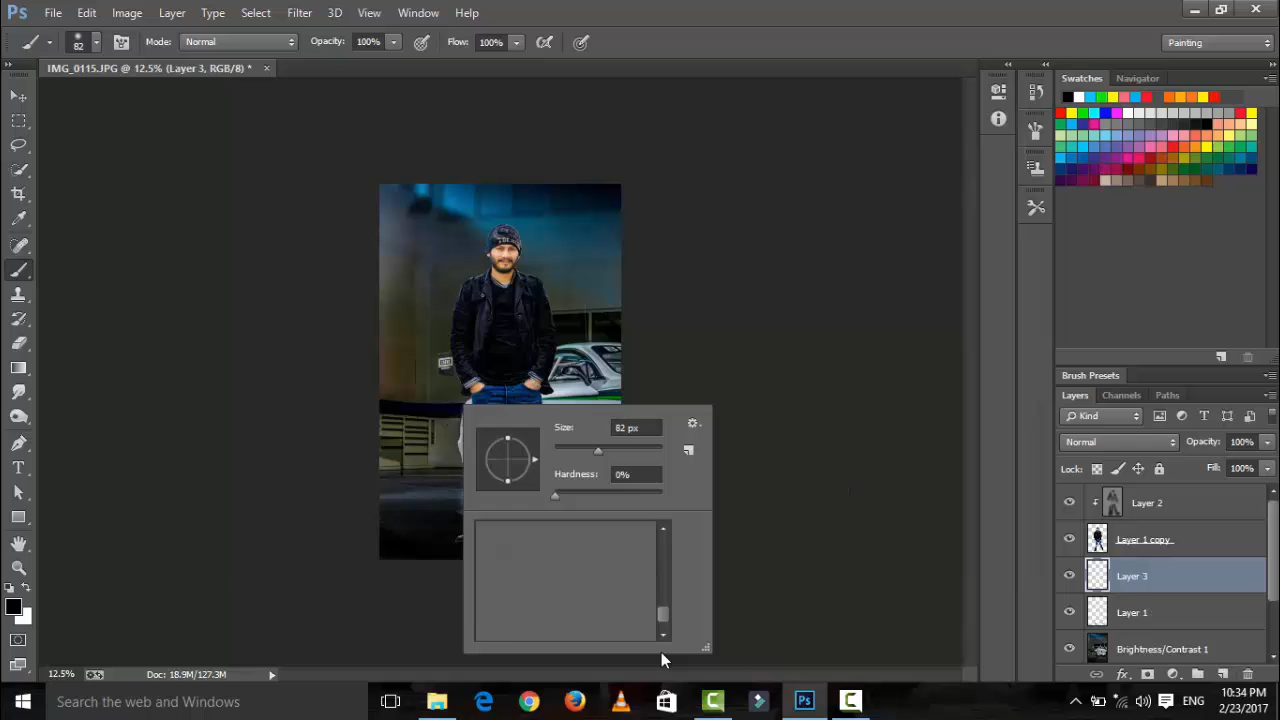 Ps File Edit Image Layer Type Select Filter 3D View Window Help
82 Mode: Normal Opacity: 100% Flow: 100% Painting
IMG_0115.JPG @ 12.5% (Layer 3, RGB/8) * ×
Swatches Navigator
Size: 82 px
Hardness: 0%
Brush Presets
Layers Channels Paths
Kind
Normal Opacity: 100%
Lock: Fill: 100%
Layer 2
Layer 1 copy
Layer 3
Layer 1
Brightness/Contrast 1
12.5% Doc: 18.9M/127.3M
Search the web and Windows
Ps
ENG
10:34 PM
2/23/2017